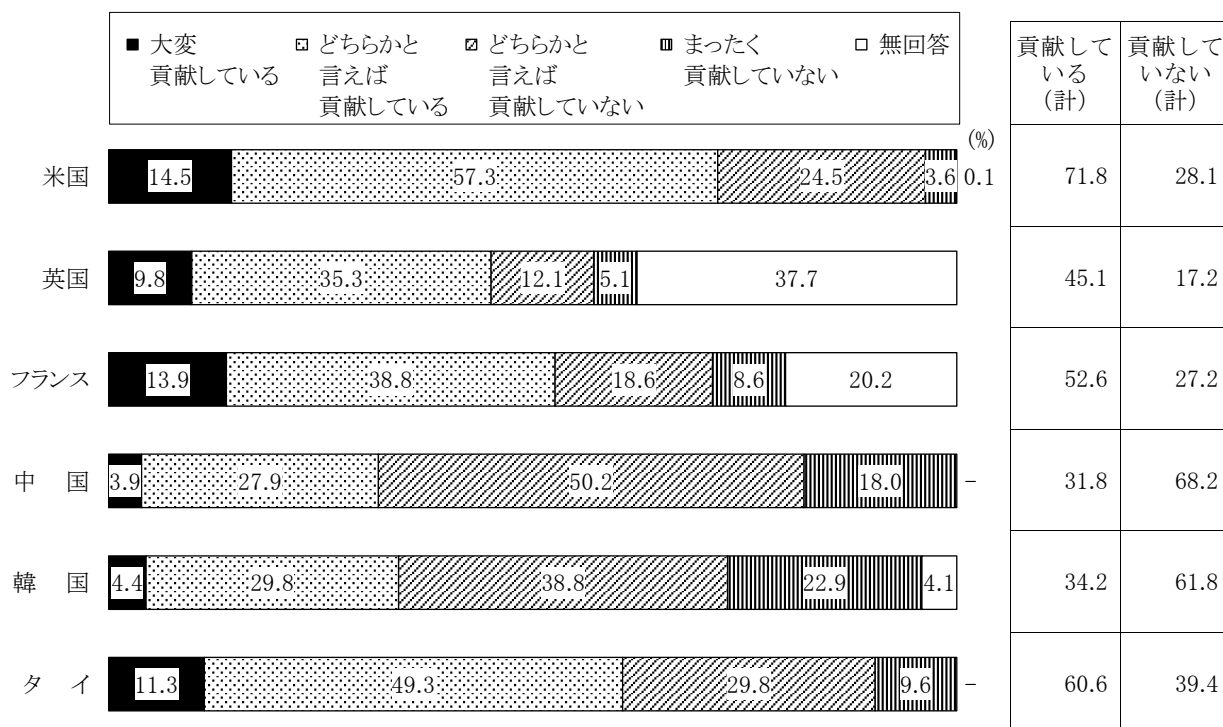 ■ 大変 貢献している
どちらかと 言えば 貢献している
どちらかと 言えば 貢献していない
まったく 貢献していない
□ 無回答
貢献して いる (計)
貢献して いない (計)
(%)
米国 14.5 57.3 24.5 3.6 0.1 71.8 28.1
英国 9.8 35.3 12.1 5.1 37.7 45.1 17.2
フランス 13.9 38.8 18.6 8.6 20.2 52.6 27.2
中 国 3.9 27.9 50.2 18.0 - 31.8 68.2
韓 国 4.4 29.8 38.8 22.9 4.1 34.2 61.8
タ イ 11.3 49.3 29.8 9.6 - 60.6 39.4